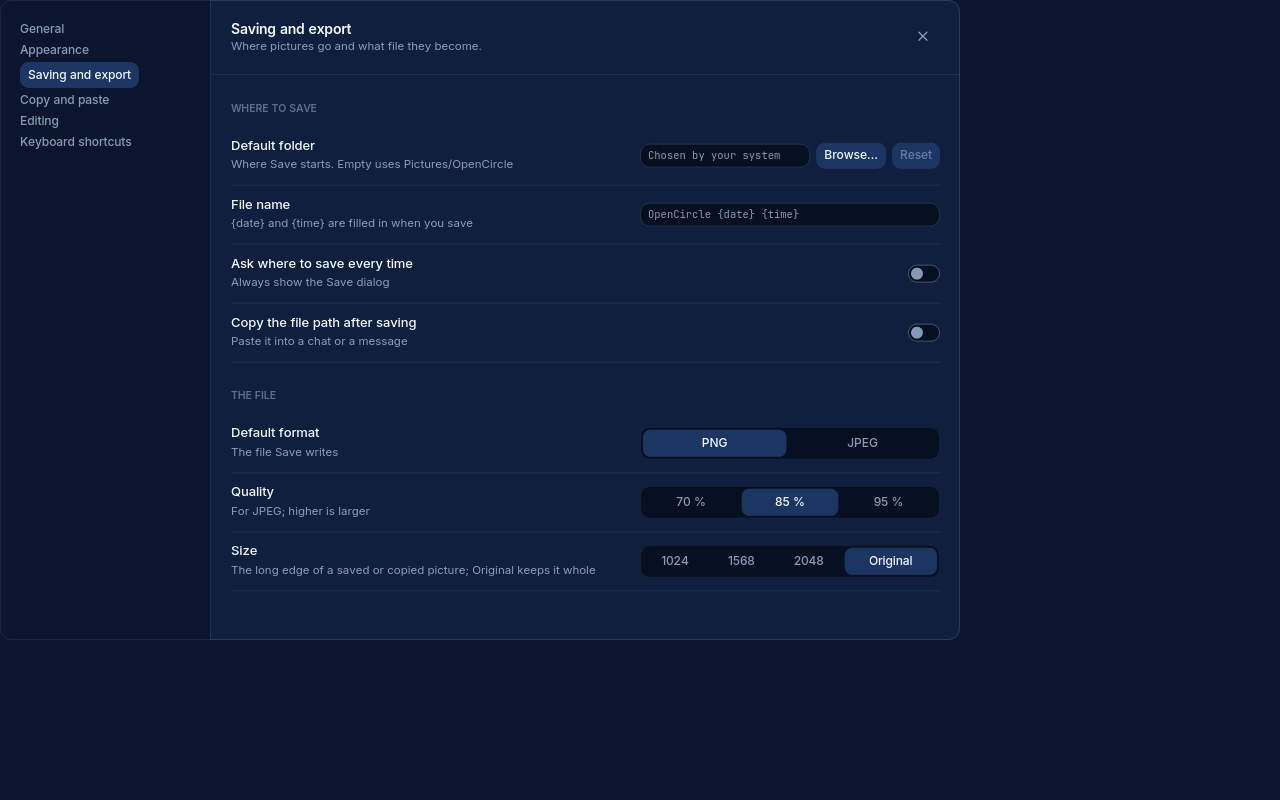 General
Appearance
Saving and export
Copy and paste
Editing
Keyboard shortcuts
Saving and export
Where pictures go and what file they become.
WHERE TO SAVE
Default folder
Where Save starts. Empty uses Pictures/OpenCircle
Chosen by your system
Browse...
Reset
File name
{date} and {time} are filled in when you save
OpenCircle {date} {time}
Ask where to save every time
Always show the Save dialog
Copy the file path after saving
Paste it into a chat or a message
THE FILE
Default format
The file Save writes
PNG
JPEG
Quality
For JPEG; higher is larger
70 %
85 %
95 %
Size
The long edge of a saved or copied picture; Original keeps it whole
1024
1568
2048
Original